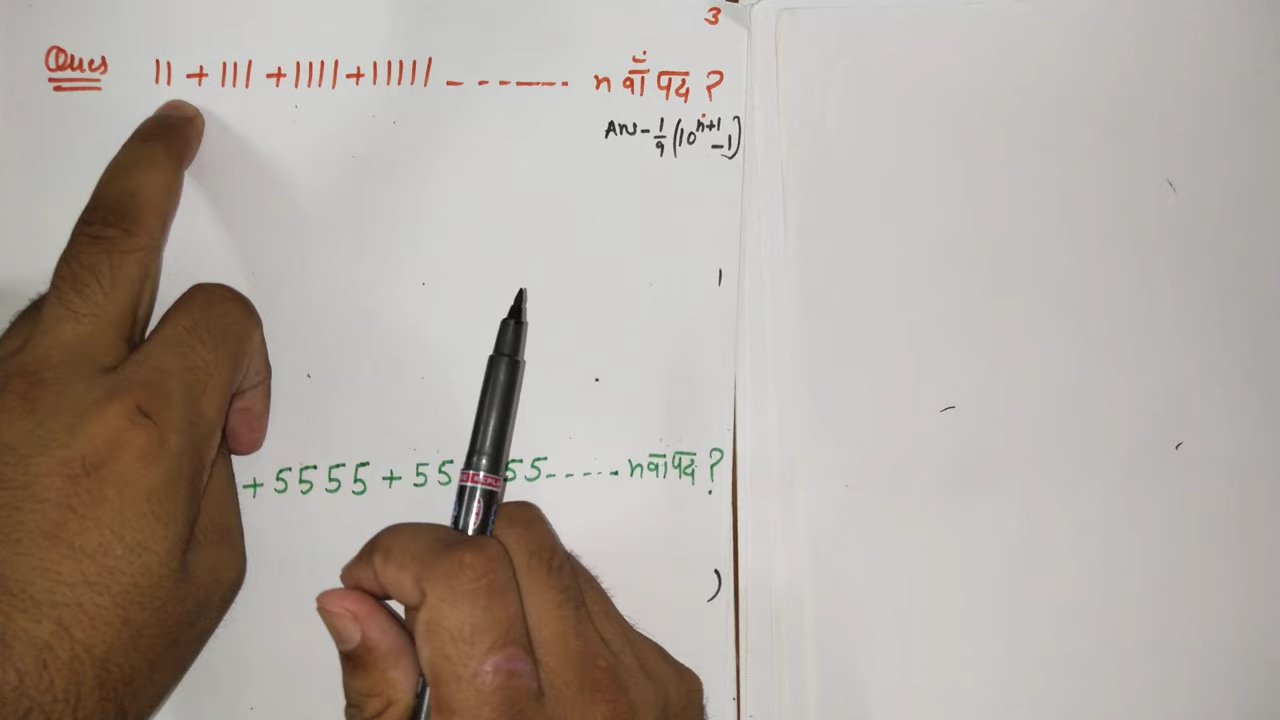 3
Ques 11 + 111 + 1111 + 11111 - - - - - - - n वाँ पद ?
Ans - 1/9 (10^n+1 - 1)
+ 5555 + 55 55 - - - - - n वाँ पद ?
)